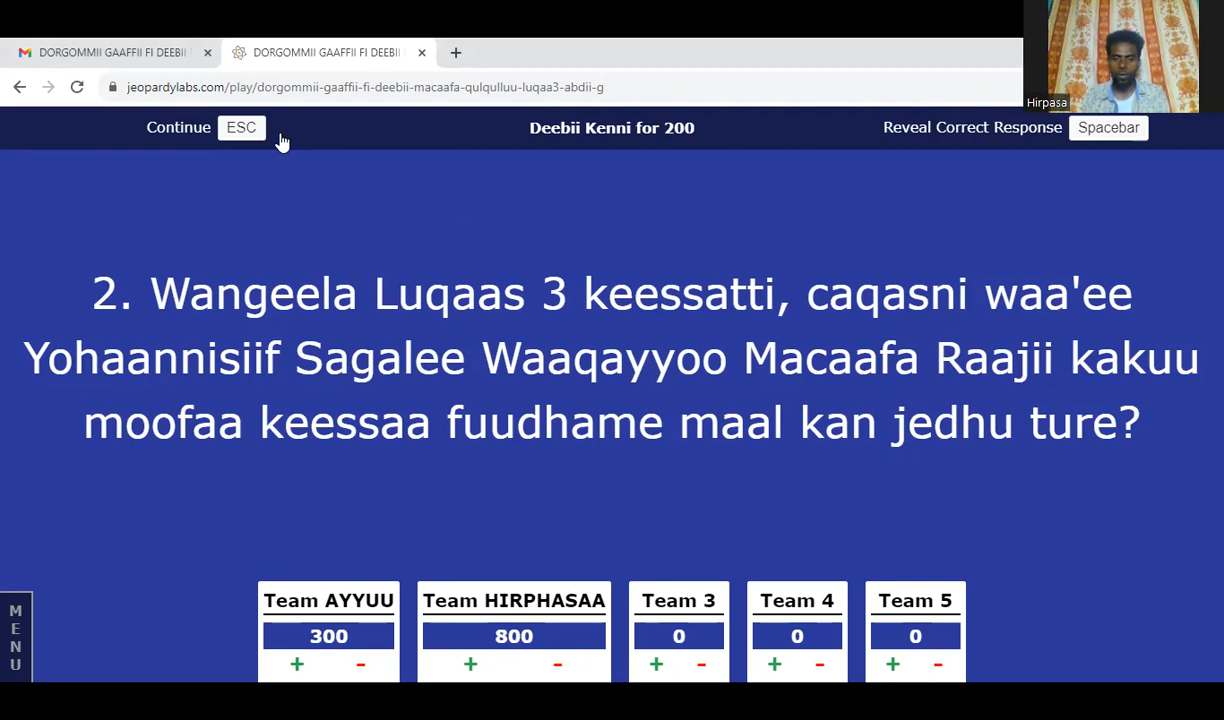 DORGOMMII GAAFFII FI DEEBII
DORGOMMII GAAFFII FI DEEBII
jeopardylabs.com/play/dorgommii-gaaffii-fi-deebii-macaafa-qulqulluu-luqaa3-abdii-g
Hirpasa
Continue ESC
Deebii Kenni for 200
Reveal Correct Response Spacebar
2. Wangeela Luqaas 3 keessatti, caqasni waa'ee
Yohaannisiif Sagalee Waaqayyoo Macaafa Raajii kakuu
moofaa keessaa fuudhame maal kan jedhu ture?
MENU
Team AYYUU Team HIRPHASAA Team 3 Team 4 Team 5
300 800 0 0 0
+ - + - + - + - + -